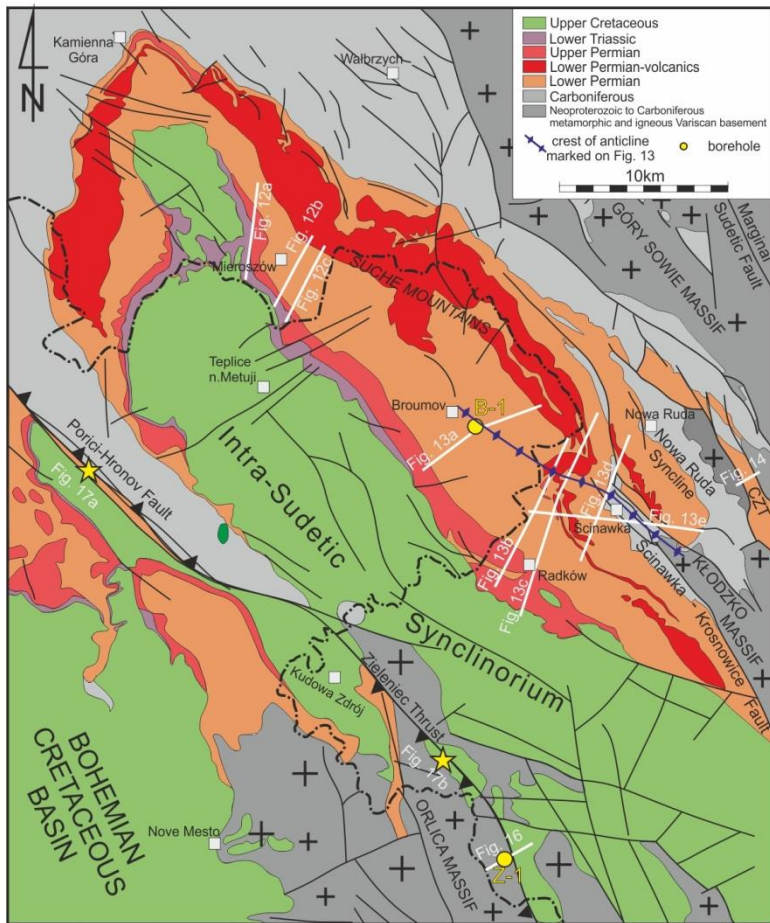 Upper Cretaceous
Lower Triassic
Upper Permian
Lower Permian-volcanics
Lower Permian
Carboniferous
Neoproterozoic to Carboniferous
metamorphic and igneous Variscan basement
crest of anticline
marked on Fig. 13
borehole
10km
N
Kamienna
Góra
Wałbrzych
Fig. 12a
Fig. 12b
Fig. 12c
Mieroszów
SUCHE MOUNTAINS
GÓRY SOWIE MASSIF
Marginal
Sudetic Fault
Teplice
n.Metuji
Broumov
B-1
Fig. 13a
Nowa Ruda
Nowa Ruda
Syncline
Fig. 14
CZT
Porici-Hronov Fault
Fig. 17a
Intra-Sudetic
Synclinorium
Fig. 13d
Fig. 13e
Ścinawka
Fig. 13b
Fig. 13c
Radków
KŁODZKO
MASSIF
Ścinawka - Krosnowice
Fault
Kudowa Zdrój
Zieleniec Thrust
Fig. 17b
BOHEMIAN
CRETACEOUS
BASIN
Nove Mesto
ORLICA MASSIF
Fig. 16
Z-1